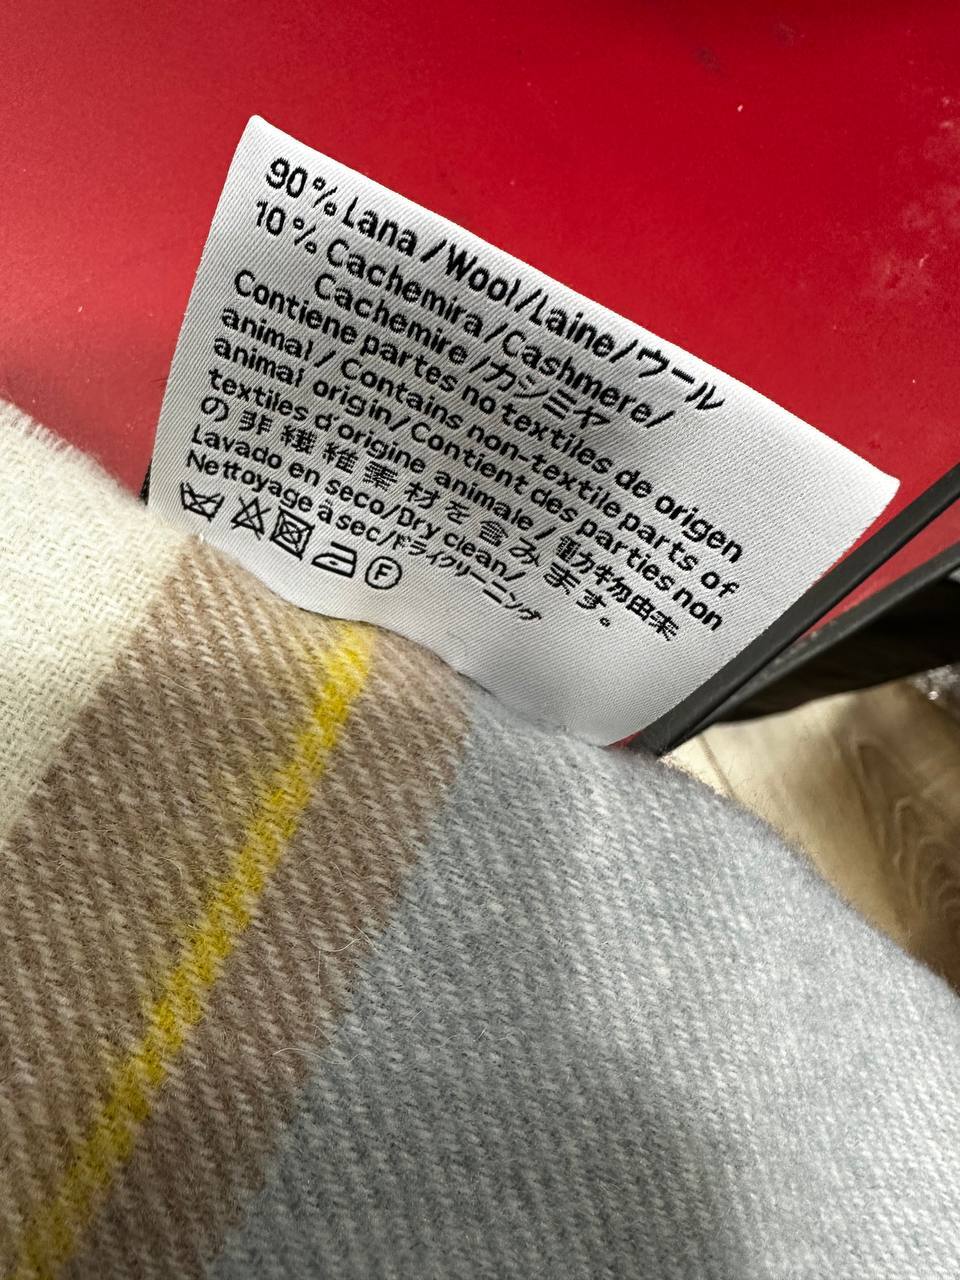 90% Lana/Wool/Laine/ウール
10% Cachemira/Cashmere/
Cachemire/カシミヤ
Contiene partes no textiles de origen
animal/Contains non-textile parts of
animal origin/Contient des parties non
textiles d'origine animale/動物由来
の非繊維素材を含みます。
Lavado en seco/Dry clean/
Nettoyage à sec/ドライクリーニング
F